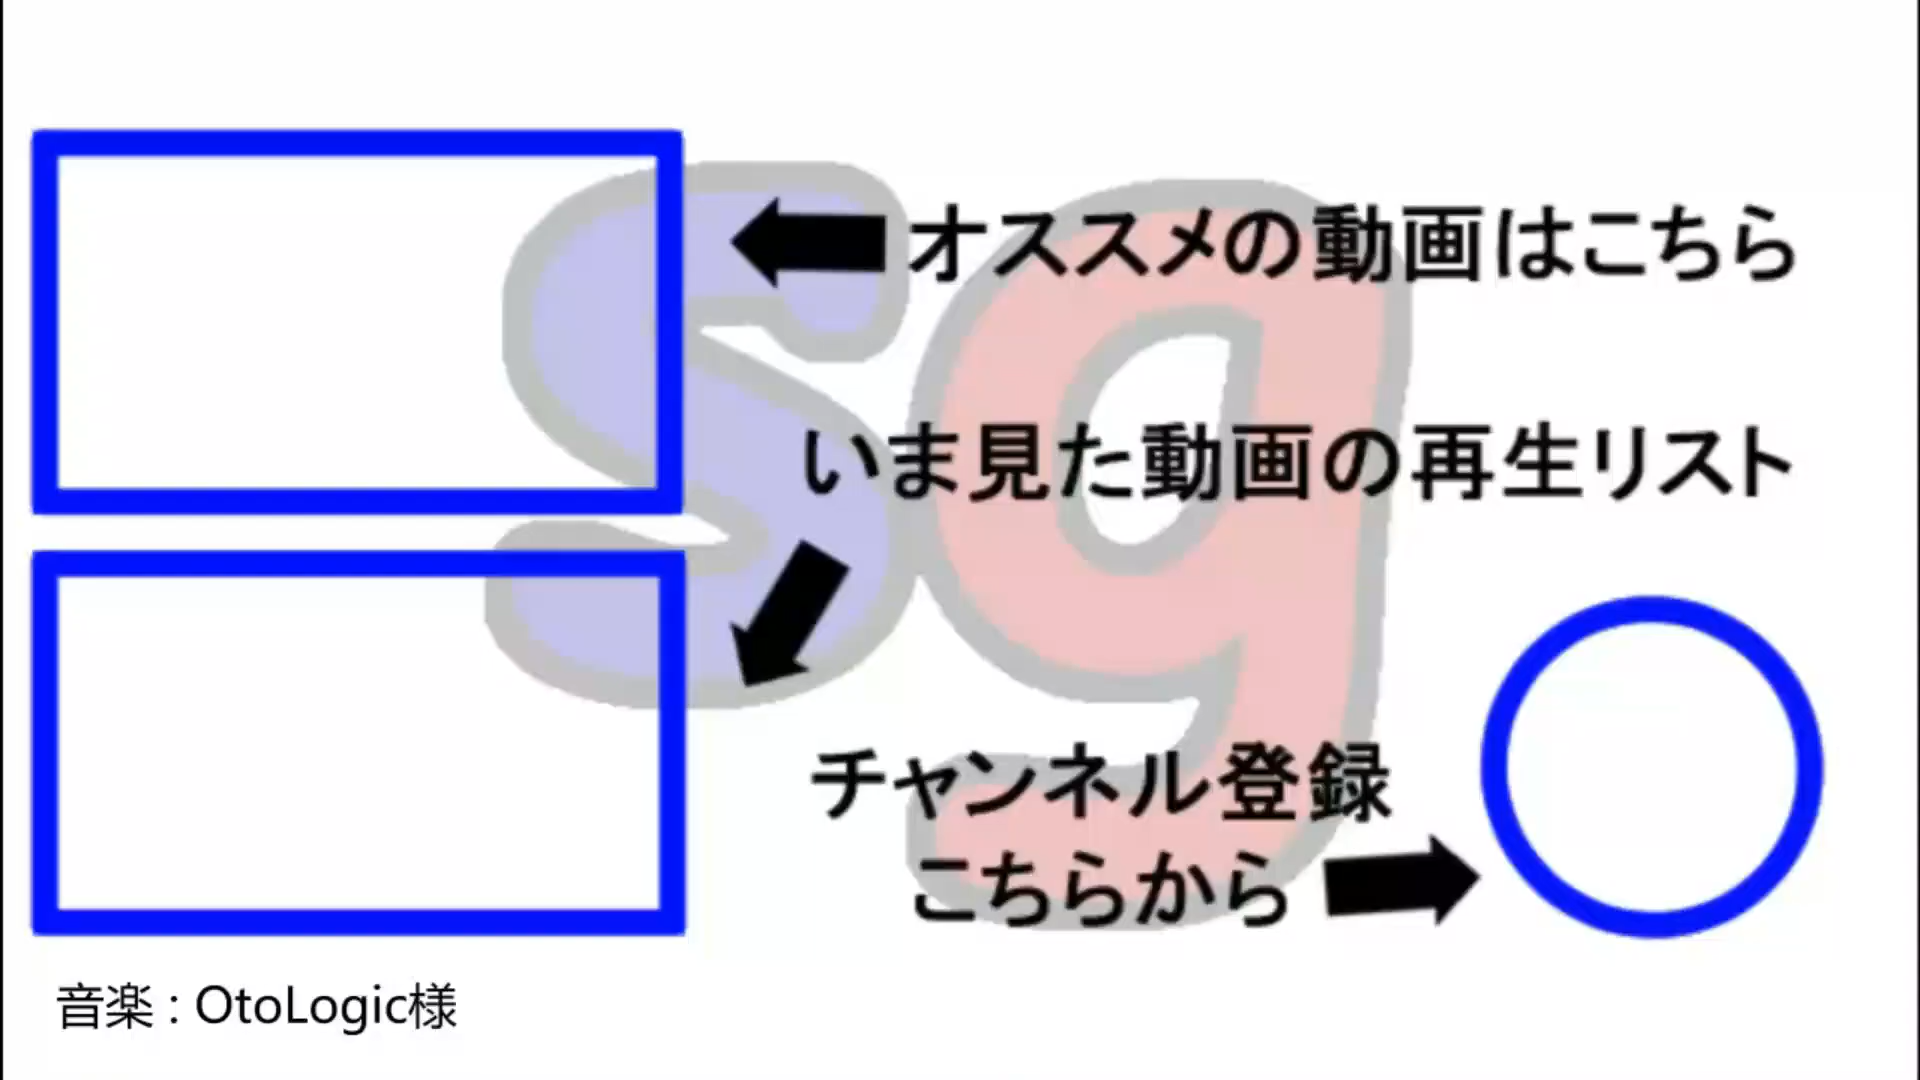 オススメの動画はこちら
いま見た動画の再生リスト
sg
チャンネル登録
こちらから
音楽 : OtoLogic様